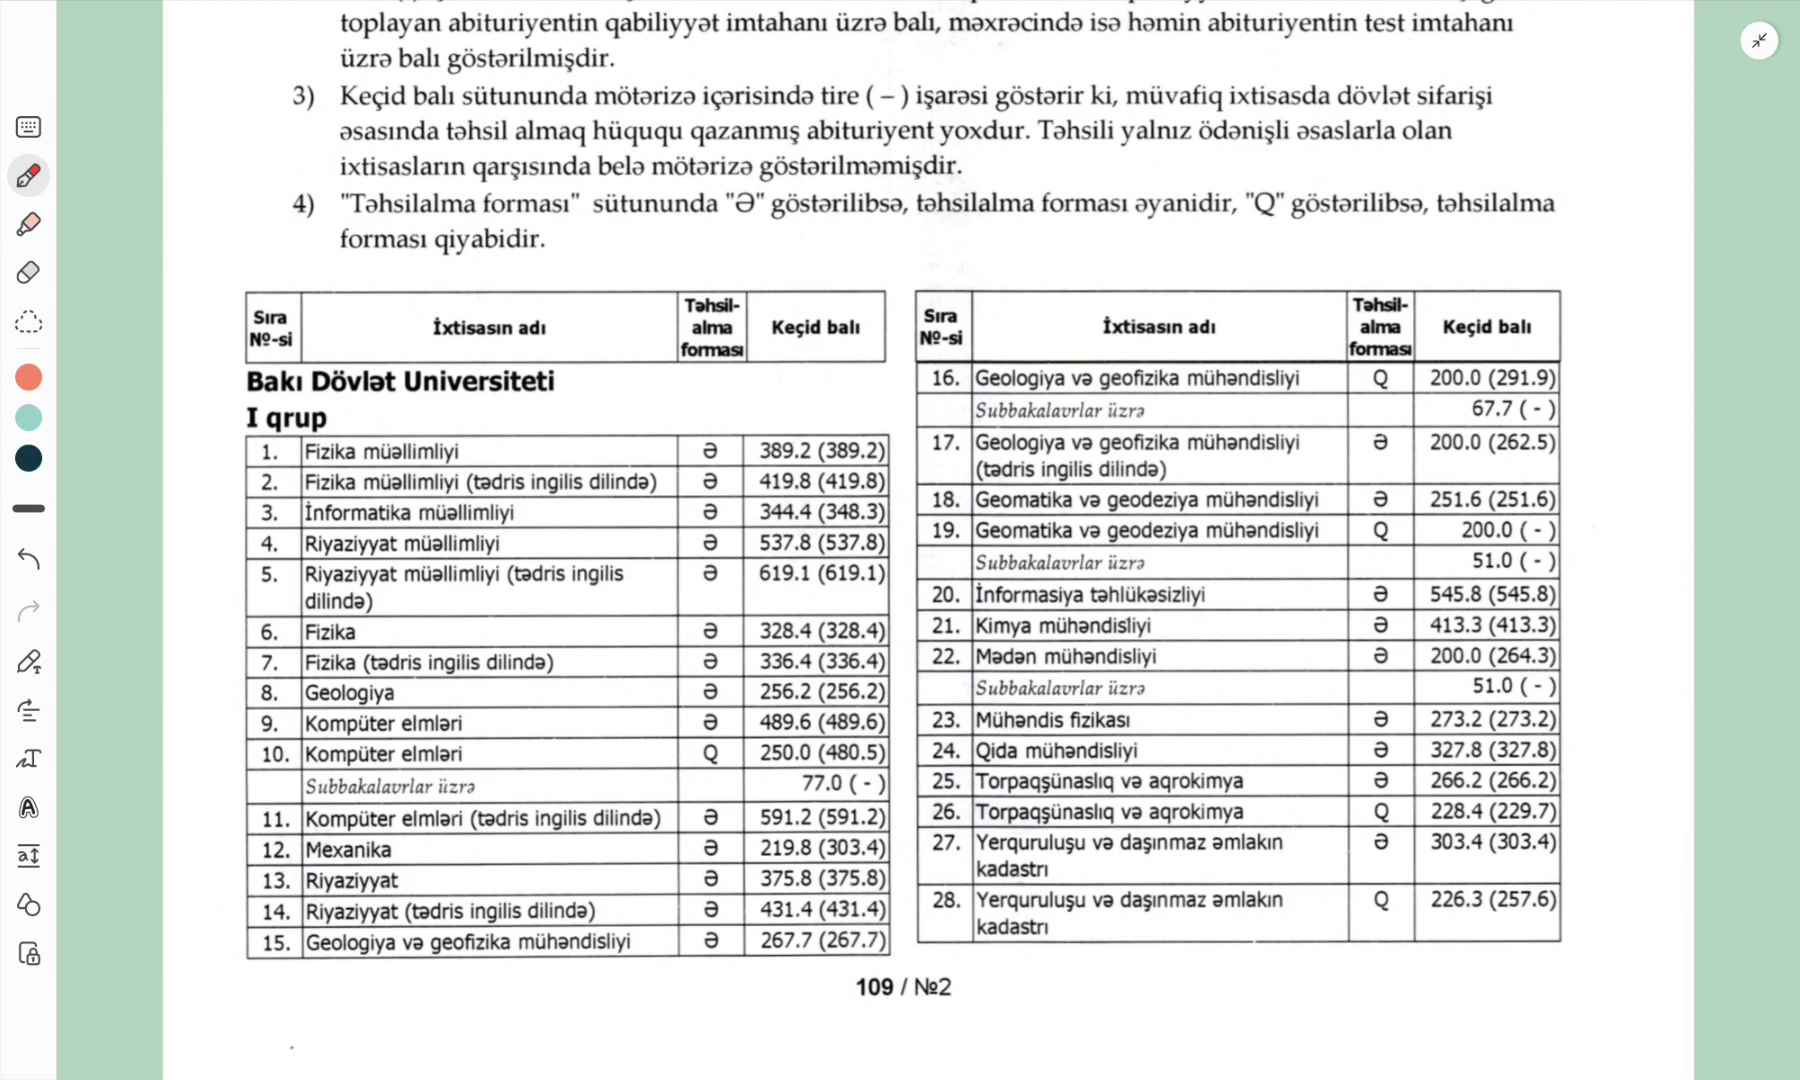 toplayan abituriyentin qabiliyyət imtahanı üzrə balı, məxrəcində isə həmin abituriyentin test imtahanı
üzrə balı göstərilmişdir.
3) Keçid balı sütununda mötərizə içərisində tire ( – ) işarəsi göstərir ki, müvafiq ixtisasda dövlət sifarişi
əsasında təhsil almaq hüququ qazanmış abituriyent yoxdur. Təhsili yalnız ödənişli əsaslarla olan
ixtisasların qarşısında belə mötərizə göstərilməmişdir.
4) "Təhsilalma forması" sütununda "Ə" göstərilibsə, təhsilalma forması əyanidir, "Q" göstərilibsə, təhsilalma
forması qiyabidir.
Sıra №-si İxtisasın adı Təhsil-alma forması Keçid balı
Bakı Dövlət Universiteti
I qrup
1. Fizika müəllimliyi Ə 389.2 (389.2)
2. Fizika müəllimliyi (tədris ingilis dilində) Ə 419.8 (419.8)
3. İnformatika müəllimliyi Ə 344.4 (348.3)
4. Riyaziyyat müəllimliyi Ə 537.8 (537.8)
5. Riyaziyyat müəllimliyi (tədris ingilis Ə 619.1 (619.1)
dilində)
6. Fizika Ə 328.4 (328.4)
7. Fizika (tədris ingilis dilində) Ə 336.4 (336.4)
8. Geologiya Ə 256.2 (256.2)
9. Kompüter elmləri Ə 489.6 (489.6)
10. Kompüter elmləri Q 250.0 (480.5)
Subbakalavrlar üzrə 77.0 ( - )
11. Kompüter elmləri (tədris ingilis dilində) Ə 591.2 (591.2)
12. Mexanika Ə 219.8 (303.4)
13. Riyaziyyat Ə 375.8 (375.8)
14. Riyaziyyat (tədris ingilis dilində) Ə 431.4 (431.4)
15. Geologiya və geofizika mühəndisliyi Ə 267.7 (267.7)
Sıra №-si İxtisasın adı Təhsil-alma forması Keçid balı
16. Geologiya və geofizika mühəndisliyi Q 200.0 (291.9)
Subbakalavrlar üzrə 67.7 ( - )
17. Geologiya və geofizika mühəndisliyi Ə 200.0 (262.5)
(tədris ingilis dilində)
18. Geomatika və geodeziya mühəndisliyi Ə 251.6 (251.6)
19. Geomatika və geodeziya mühəndisliyi Q 200.0 ( - )
Subbakalavrlar üzrə 51.0 ( - )
20. İnformasiya təhlükəsizliyi Ə 545.8 (545.8)
21. Kimya mühəndisliyi Ə 413.3 (413.3)
22. Mədən mühəndisliyi Ə 200.0 (264.3)
Subbakalavrlar üzrə 51.0 ( - )
23. Mühəndis fizikası Ə 273.2 (273.2)
24. Qida mühəndisliyi Ə 327.8 (327.8)
25. Torpaqşünaslıq və aqrokimya Ə 266.2 (266.2)
26. Torpaqşünaslıq və aqrokimya Q 228.4 (229.7)
27. Yerquruluşu və daşınmaz əmlakın Ə 303.4 (303.4)
kadastrı
28. Yerquruluşu və daşınmaz əmlakın Q 226.3 (257.6)
kadastrı
109 / №2